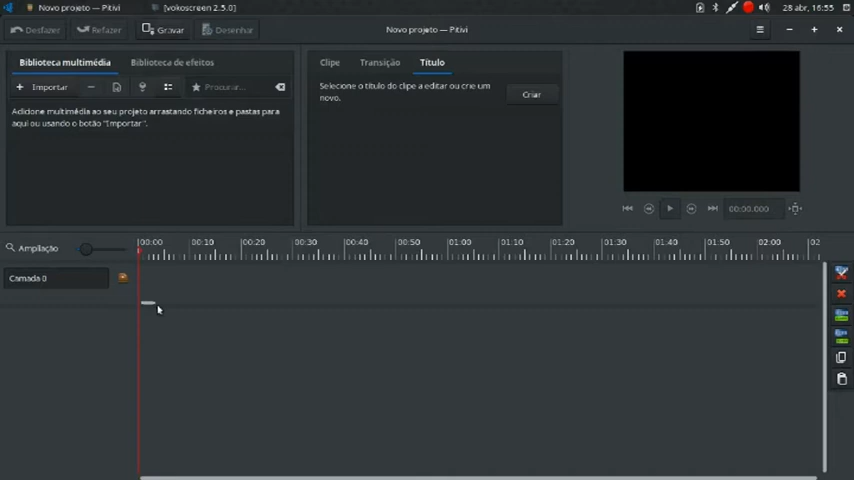 Novo projeto — Pitivi
[vokoscreen 2.5.0]
28 abr, 16:55
Desfazer
Refazer
Gravar
Desenhar
Novo projeto — Pitivi
Biblioteca multimédia
Biblioteca de efeitos
Clipe
Transição
Título
Importar
Procurar...
Selecione o título do clipe a editar ou crie um
novo.
Criar
Adicione multimédia ao seu projeto arrastando ficheiros e pastas para
aqui ou usando o botão "Importar".
00:00.000
Ampliação
00:00 00:10 00:20 00:30 00:40 00:50 01:00 01:10 01:20 01:30 01:40 01:50 02:00 02
Camada 0